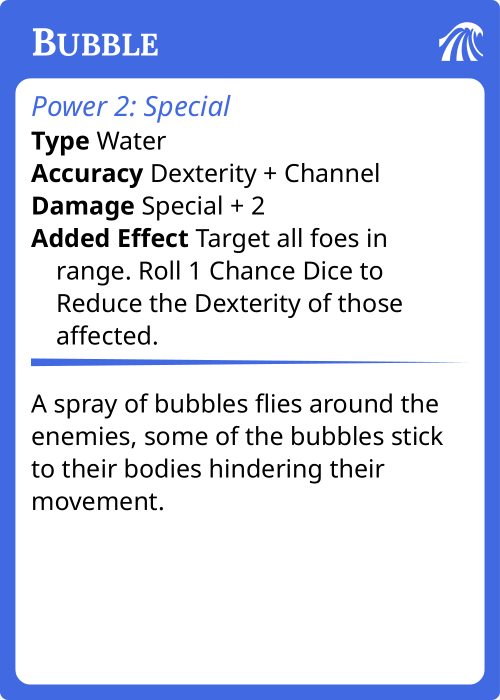 BUBBLE
Power 2: Special
Type Water
Accuracy Dexterity + Channel
Damage Special + 2
Added Effect Target all foes in
range. Roll 1 Chance Dice to
Reduce the Dexterity of those
affected.
A spray of bubbles flies around the
enemies, some of the bubbles stick
to their bodies hindering their
movement.